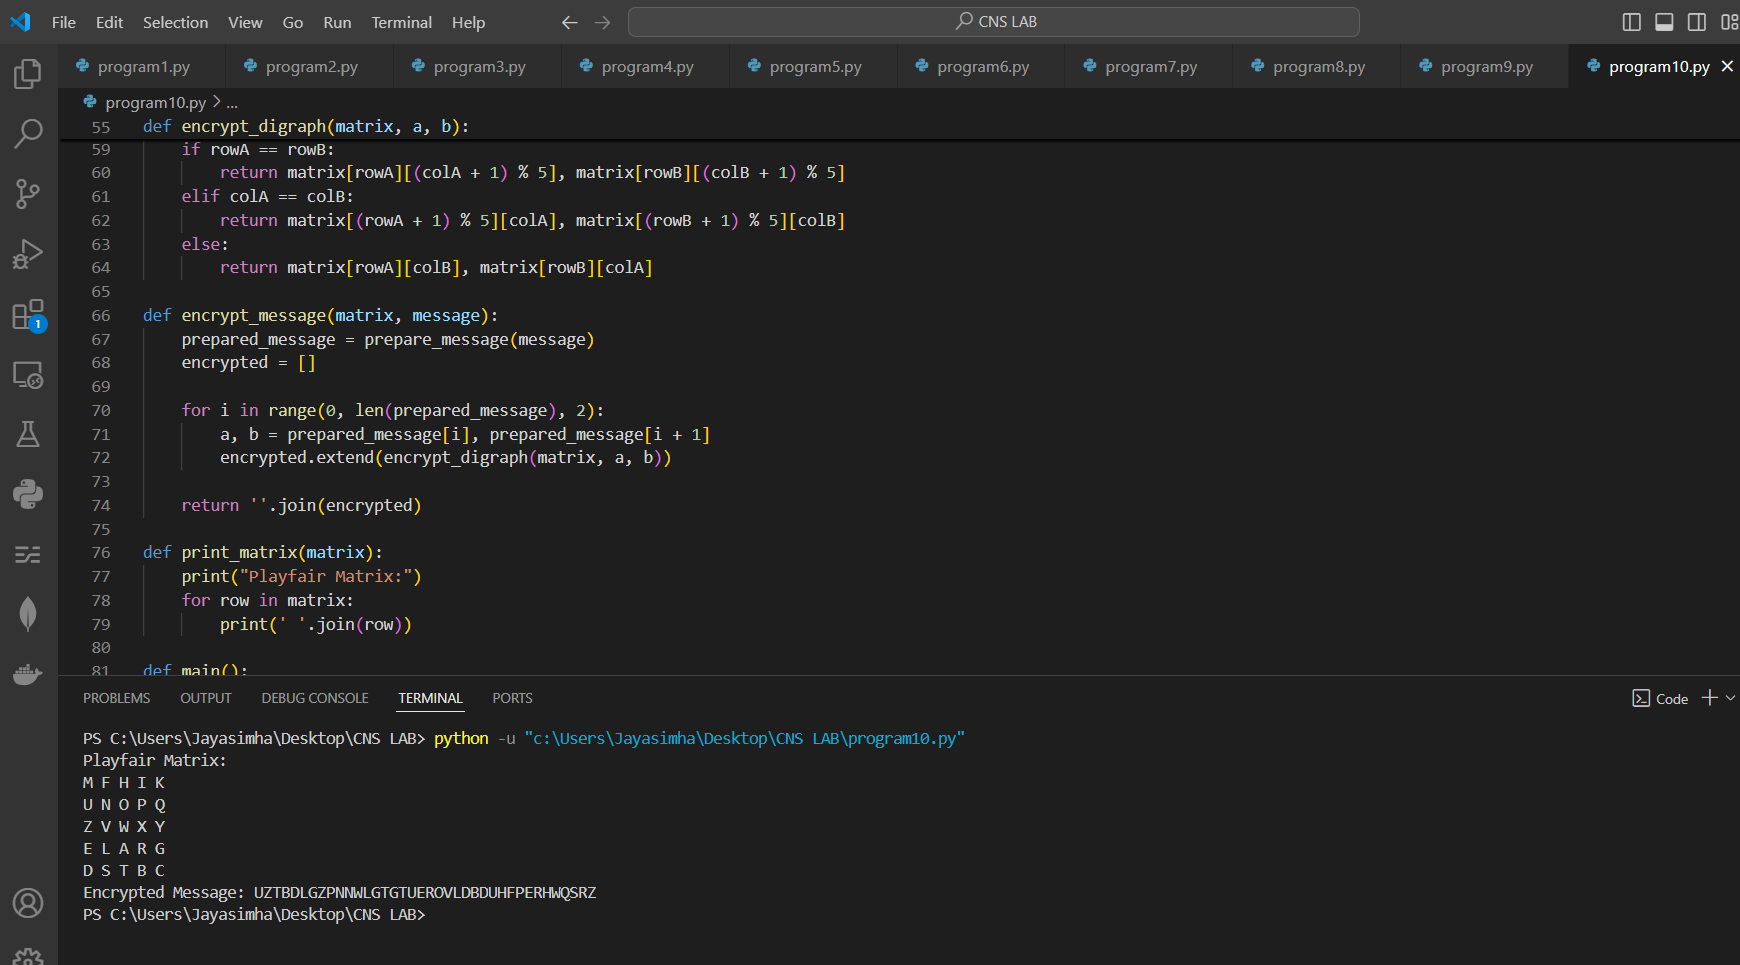 File Edit Selection View Go Run Terminal Help ← → CNS LAB
program1.py program2.py program3.py program4.py program5.py program6.py program7.py program8.py program9.py program10.py ×
program10.py > ...
55 def encrypt_digraph(matrix, a, b):
59 if rowA == rowB:
60 return matrix[rowA][(colA + 1) % 5], matrix[rowB][(colB + 1) % 5]
61 elif colA == colB:
62 return matrix[(rowA + 1) % 5][colA], matrix[(rowB + 1) % 5][colB]
63 else:
64 return matrix[rowA][colB], matrix[rowB][colA]
65
66 def encrypt_message(matrix, message):
67 prepared_message = prepare_message(message)
68 encrypted = []
69
70 for i in range(0, len(prepared_message), 2):
71 a, b = prepared_message[i], prepared_message[i + 1]
72 encrypted.extend(encrypt_digraph(matrix, a, b))
73
74 return ''.join(encrypted)
75
76 def print_matrix(matrix):
77 print("Playfair Matrix:")
78 for row in matrix:
79 print(' '.join(row))
80
81 def main():
1
PROBLEMS OUTPUT DEBUG CONSOLE TERMINAL PORTS Code
PS C:\Users\Jayasimha\Desktop\CNS LAB> python -u "c:\Users\Jayasimha\Desktop\CNS LAB\program10.py"
Playfair Matrix:
M F H I K
U N O P Q
Z V W X Y
E L A R G
D S T B C
Encrypted Message: UZTBDLGZPNNWLGTGTUEROVLDBDUHFPERHWQSRZ
PS C:\Users\Jayasimha\Desktop\CNS LAB>